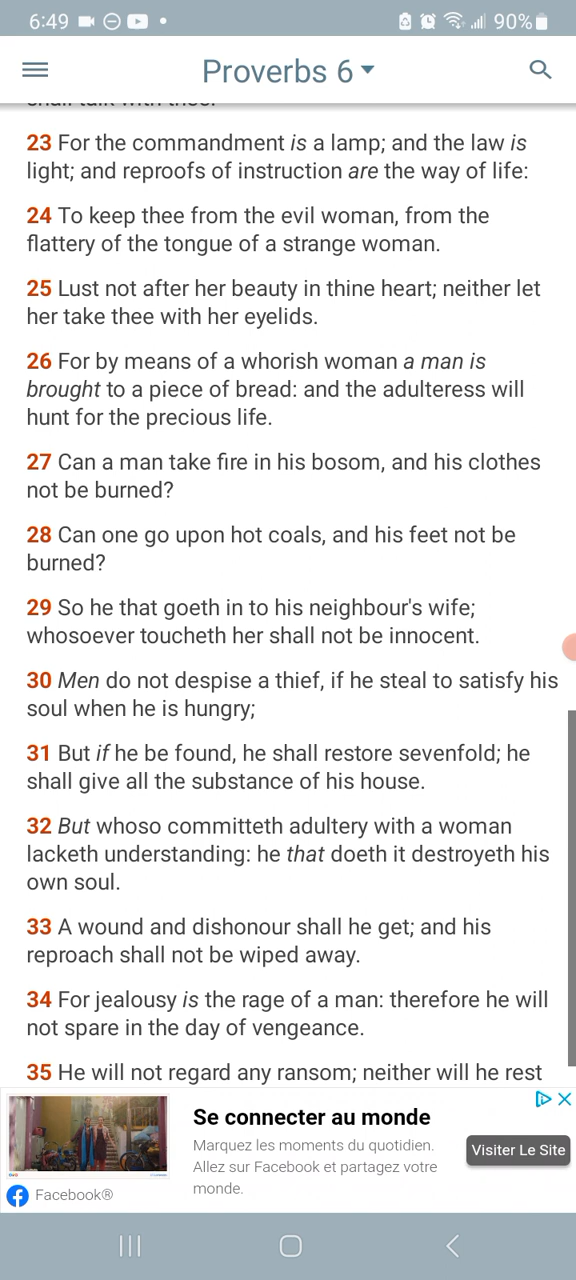 6:49
90%
Proverbs 6
shall talk with thee.
23 For the commandment is a lamp; and the law is
light; and reproofs of instruction are the way of life:
24 To keep thee from the evil woman, from the
flattery of the tongue of a strange woman.
25 Lust not after her beauty in thine heart; neither let
her take thee with her eyelids.
26 For by means of a whorish woman a man is
brought to a piece of bread: and the adulteress will
hunt for the precious life.
27 Can a man take fire in his bosom, and his clothes
not be burned?
28 Can one go upon hot coals, and his feet not be
burned?
29 So he that goeth in to his neighbour's wife;
whosoever toucheth her shall not be innocent.
30 Men do not despise a thief, if he steal to satisfy his
soul when he is hungry;
31 But if he be found, he shall restore sevenfold; he
shall give all the substance of his house.
32 But whoso committeth adultery with a woman
lacketh understanding: he that doeth it destroyeth his
own soul.
33 A wound and dishonour shall he get; and his
reproach shall not be wiped away.
34 For jealousy is the rage of a man: therefore he will
not spare in the day of vengeance.
35 He will not regard any ransom; neither will he rest
Se connecter au monde
Marquez les moments du quotidien.
Allez sur Facebook et partagez votre
monde.
Visiter Le Site
Facebook®